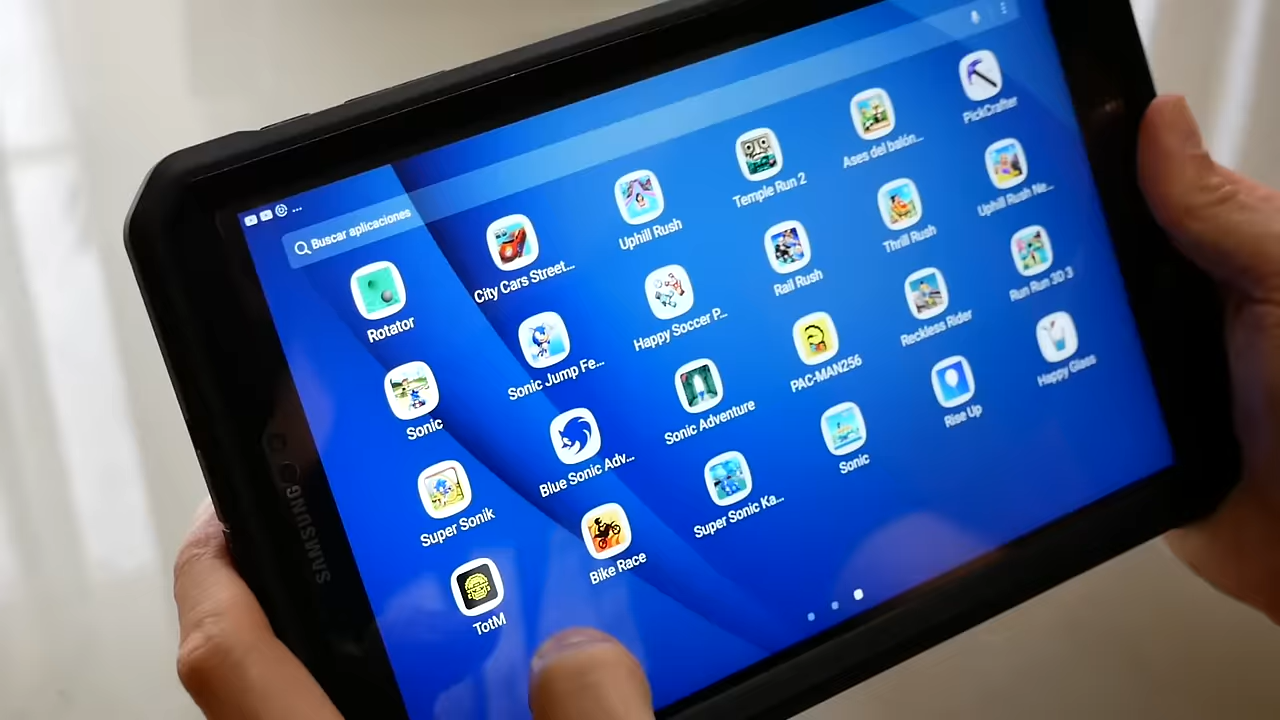 Buscar aplicaciones
Rotator
City Cars Street...
Uphill Rush
Temple Run 2
Ases del balón...
PickCrafter
Sonic
Sonic Jump Fe...
Happy Soccer P...
Rail Rush
Thrill Rush
Uphill Rush Ne...
Super Sonik
Blue Sonic Adv...
Sonic Adventure
PAC-MAN256
Reckless Rider
Run Run 3D 3
TotM
Bike Race
Super Sonic Ka...
Sonic
Rise Up
Happy Glass
SAMSUNG